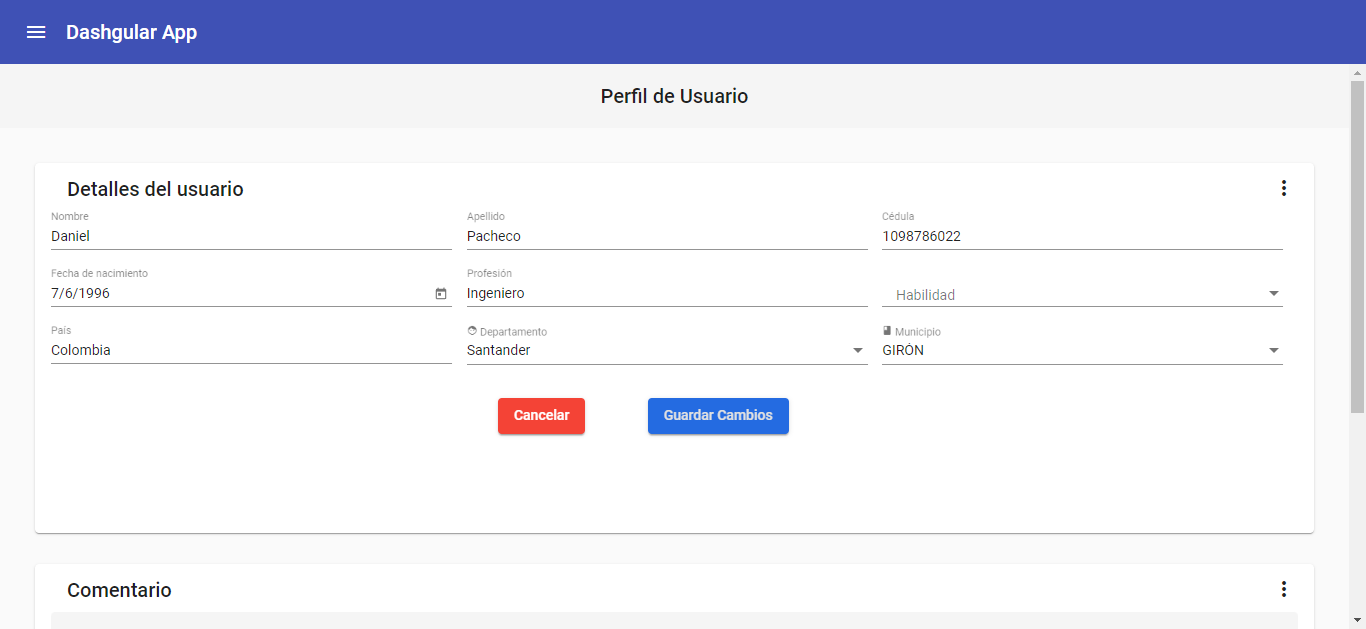 Dashgular App
Perfil de Usuario
Detalles del usuario
Nombre
Apellido
Cédula
Daniel
Pacheco
1098786022
Fecha de nacimiento
Profesión
7/6/1996
Ingeniero
Habilidad
País
Departamento
Municipio
Colombia
Santander
GIRÓN
Cancelar
Guardar Cambios
Comentario